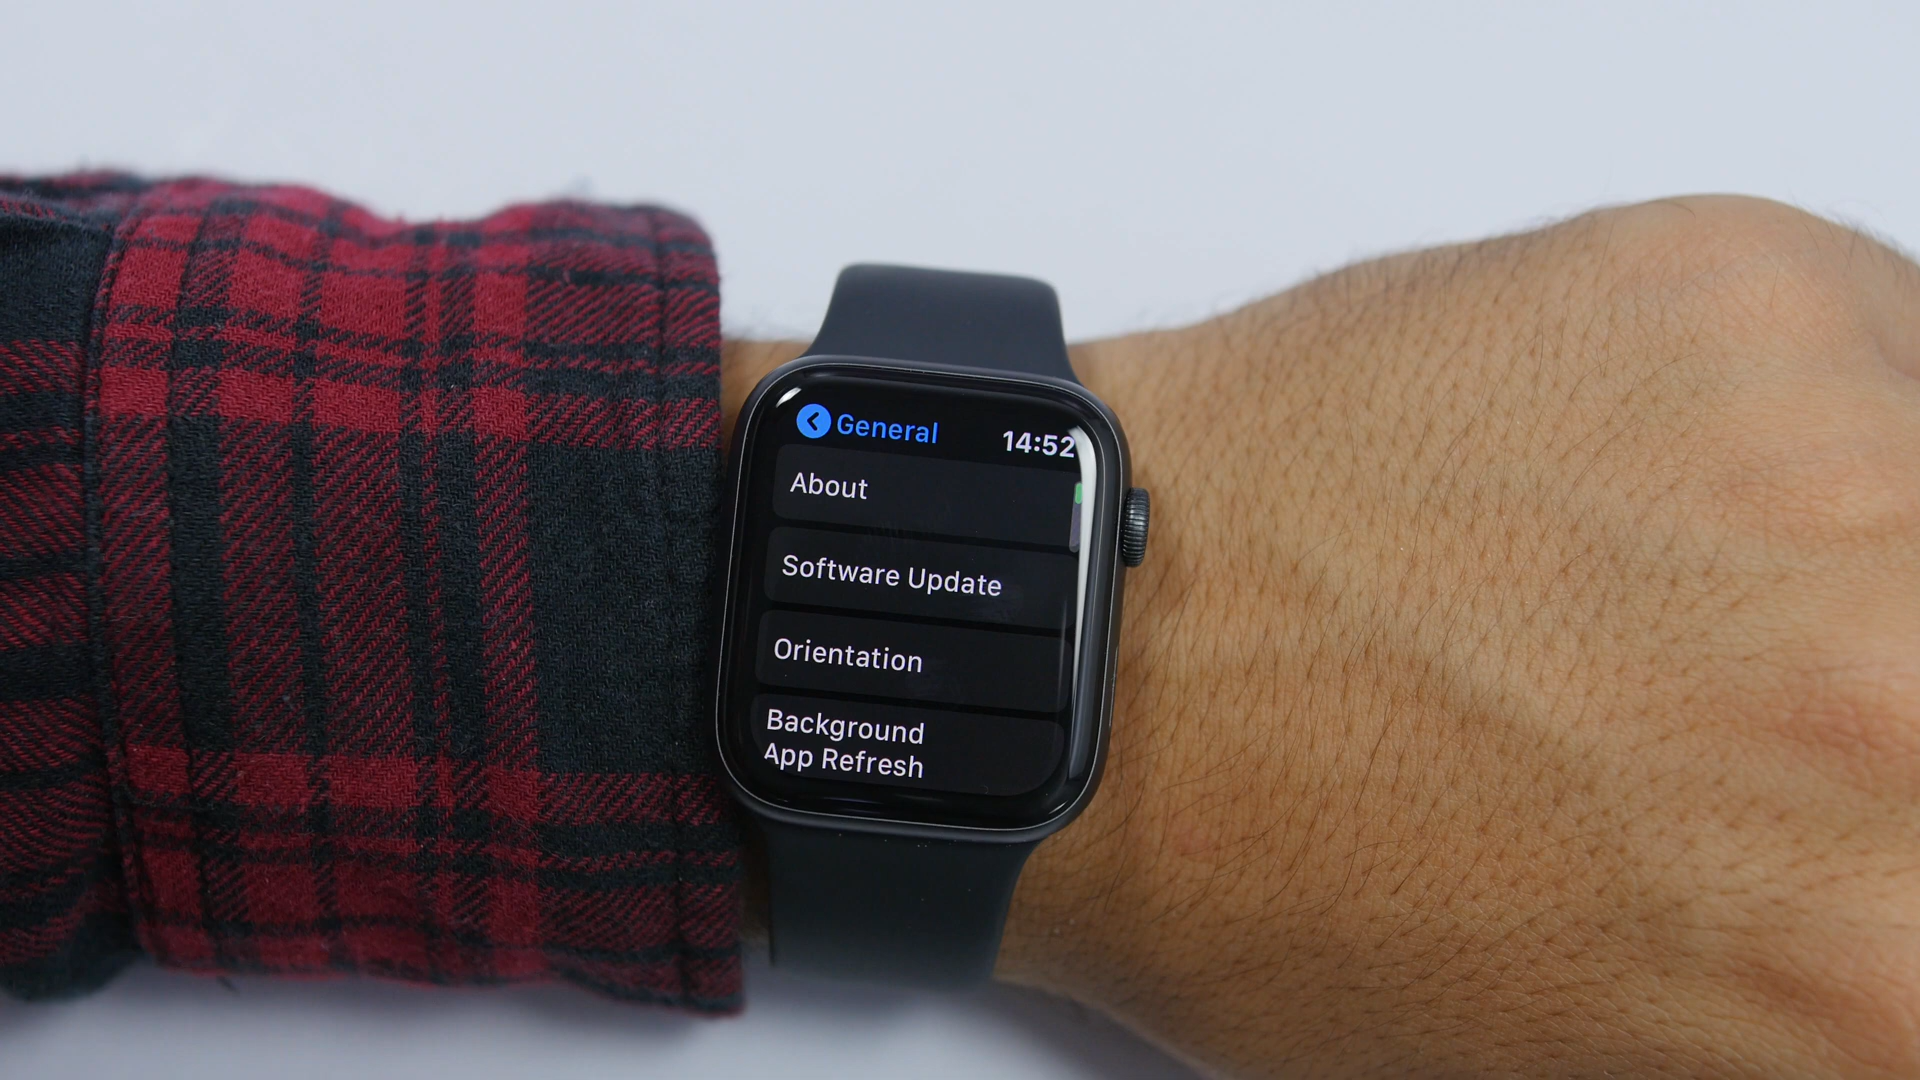 General
14:52
About
Software Update
Orientation
Background
App Refresh